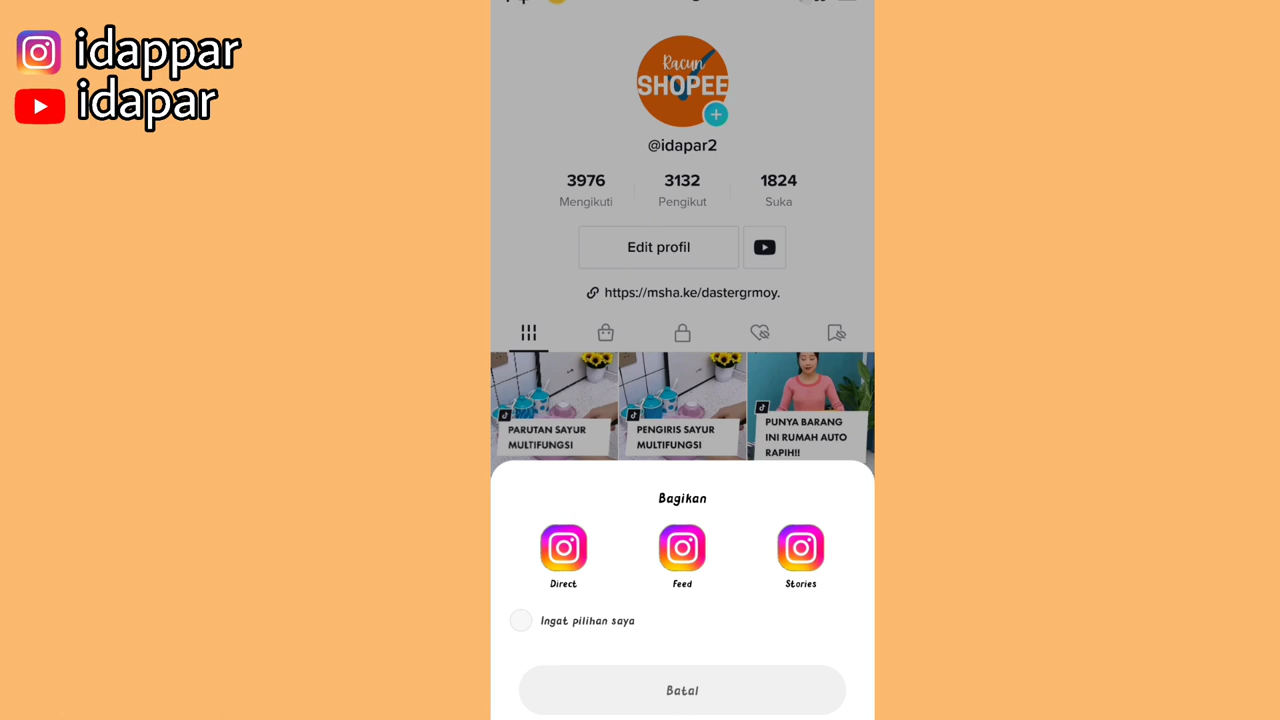 idappar
idapar
Racun
SHOPEE
@idapar2
3976 3132 1824
Mengikuti Pengikut Suka
Edit profil
https://msha.ke/dastergrmoy.
PARUTAN SAYUR
MULTIFUNGSI
PENGIRIS SAYUR
MULTIFUNGSI
PUNYA BARANG
INI RUMAH AUTO
RAPIH!!
Bagikan
Direct Feed Stories
Ingat pilihan saya
Batal